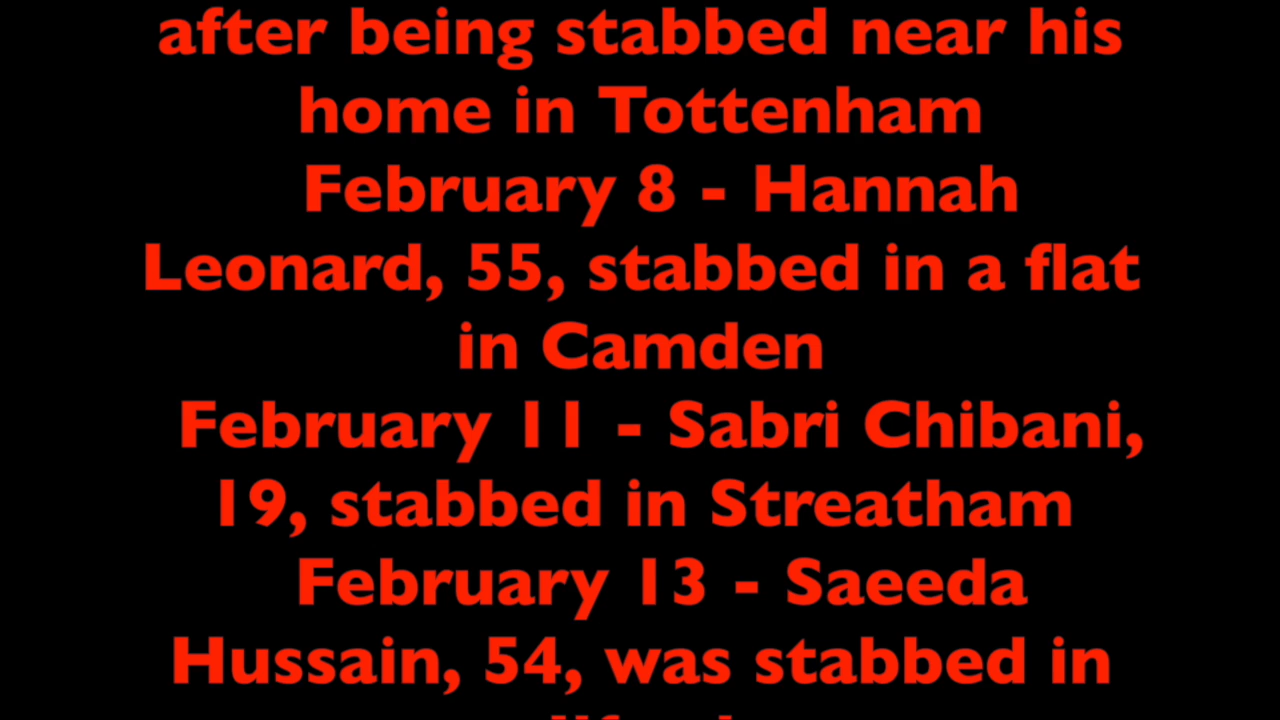 after being stabbed near his
home in Tottenham
February 8 - Hannah
Leonard, 55, stabbed in a flat
in Camden
February 11 - Sabri Chibani,
19, stabbed in Streatham
February 13 - Saeeda
Hussain, 54, was stabbed in